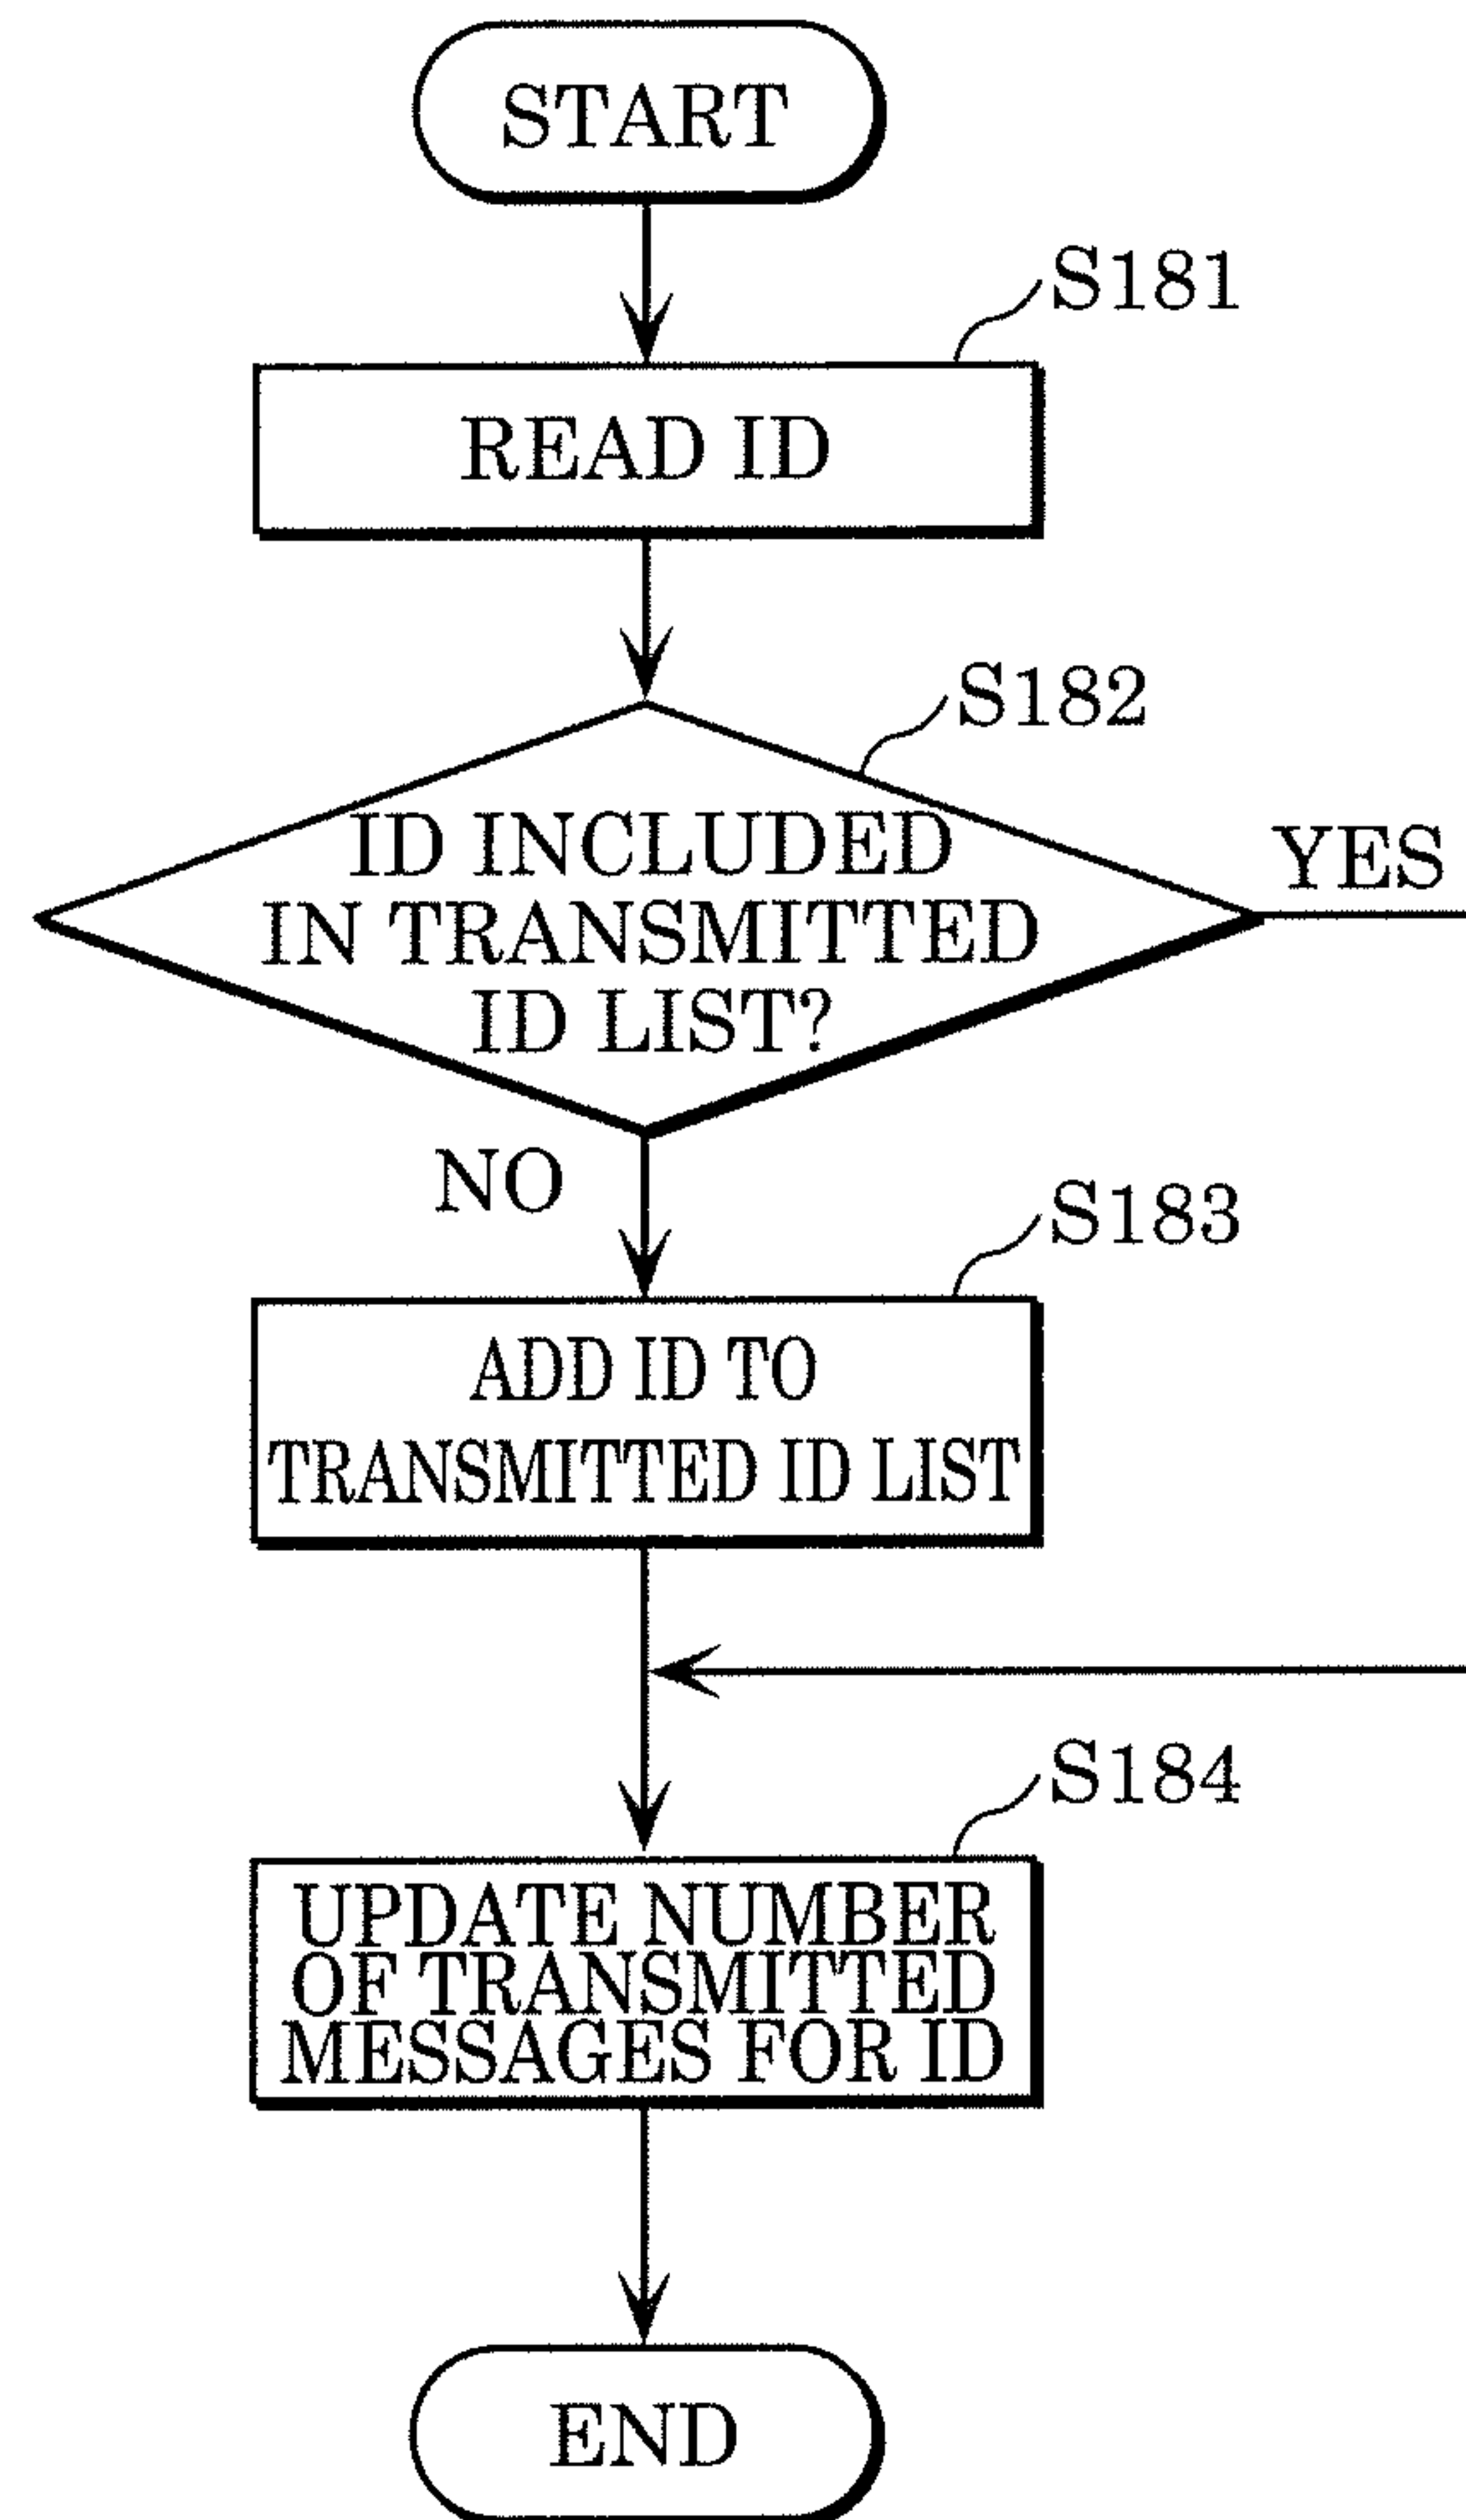 START
S181
READ ID
S182
ID INCLUDED
IN TRANSMITTED
ID LIST?
YES
NO
S183
ADD ID TO
TRANSMITTED ID LIST
S184
UPDATE NUMBER
OF TRANSMITTED
MESSAGES FOR ID
END